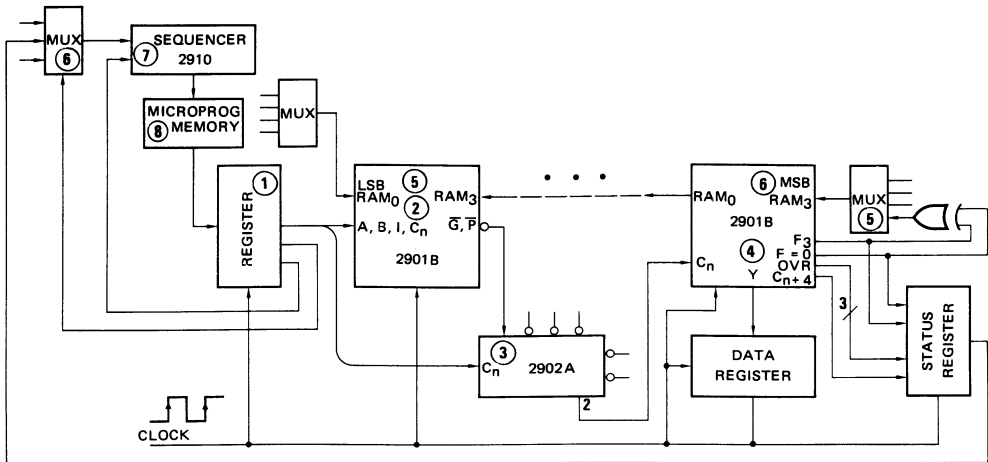 MUX
6
SEQUENCER
7
2910
MICROPROG
8 MEMORY
MUX
1
REGISTER
LSB
5
RAM0
RAM3
2
A, B, I, Cn
G, P
2901B
• • •
6
MSB
RAM0
RAM3
2901B
4
Y
Cn
F3
F = 0
OVR
Cn+4
MUX
5
3
Cn
3
2902A
2
DATA
REGISTER
STATUS
REGISTER
CLOCK